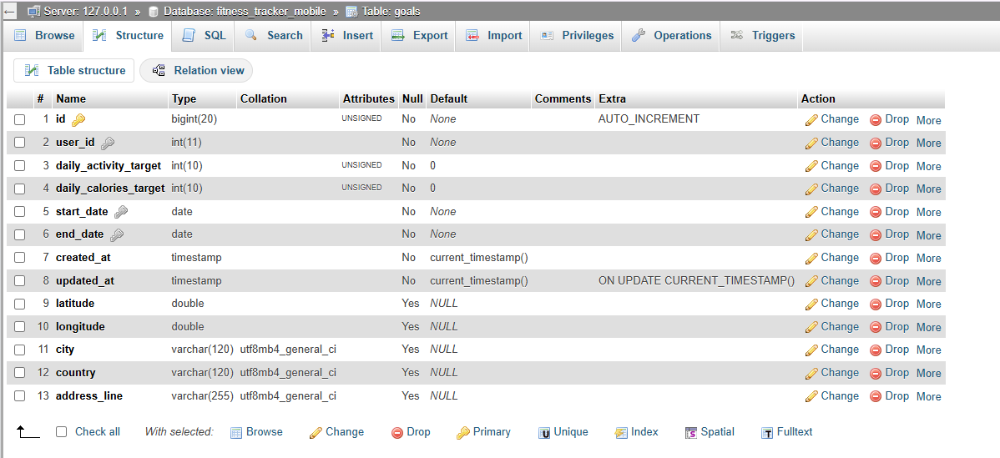 Server: 127.0.0.1 » Database: fitness_tracker_mobile » Table: goals
Browse Structure SQL Search Insert Export Import Privileges Operations Triggers
Table structure Relation view
# Name Type Collation Attributes Null Default Comments Extra Action
1 id bigint(20) UNSIGNED No None AUTO_INCREMENT Change Drop More
2 user_id int(11) No None Change Drop More
3 daily_activity_target int(10) UNSIGNED No 0 Change Drop More
4 daily_calories_target int(10) UNSIGNED No 0 Change Drop More
5 start_date date No None Change Drop More
6 end_date date No None Change Drop More
7 created_at timestamp No current_timestamp() Change Drop More
8 updated_at timestamp No current_timestamp() ON UPDATE CURRENT_TIMESTAMP() Change Drop More
9 latitude double Yes NULL Change Drop More
10 longitude double Yes NULL Change Drop More
11 city varchar(120) utf8mb4_general_ci Yes NULL Change Drop More
12 country varchar(120) utf8mb4_general_ci Yes NULL Change Drop More
13 address_line varchar(255) utf8mb4_general_ci Yes NULL Change Drop More
Check all With selected: Browse Change Drop Primary Unique Index Spatial Fulltext